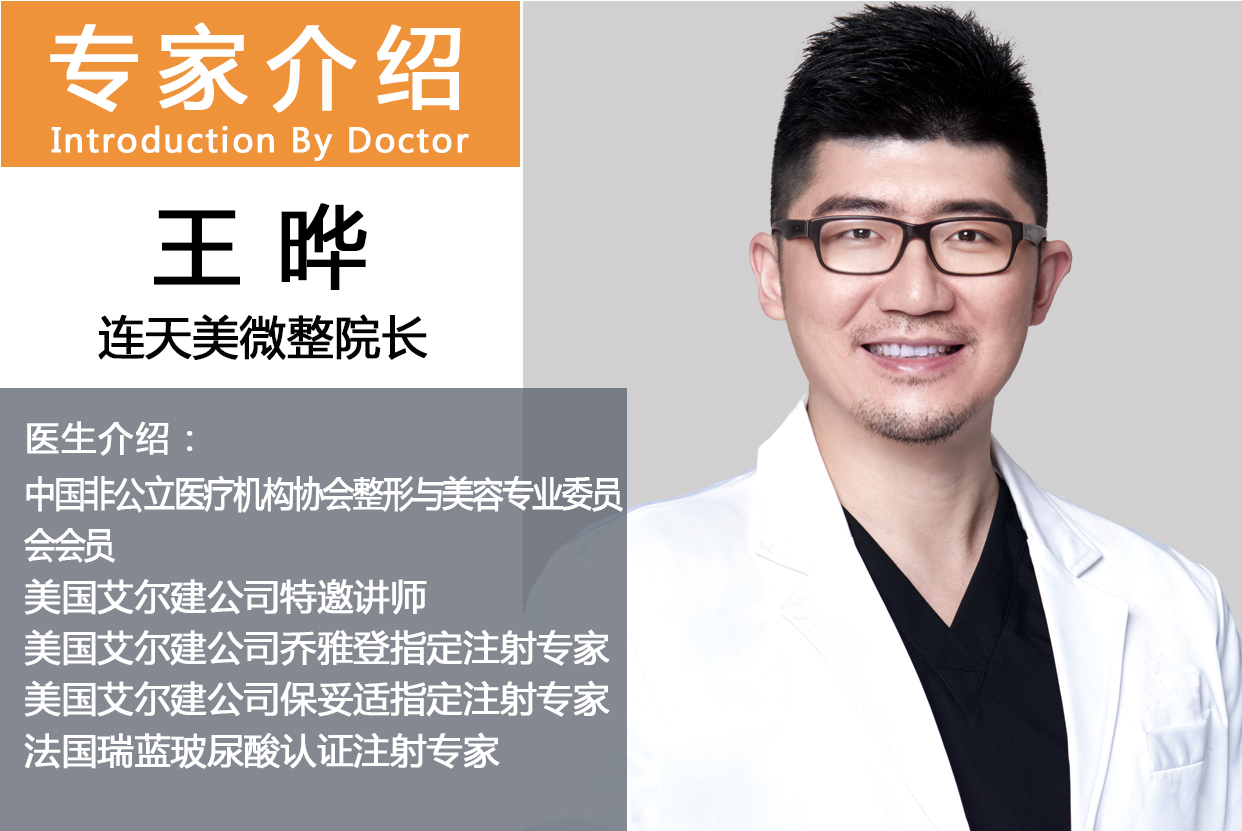 专家介绍
Introduction By Doctor
王晔
连天美微整院长
医生介绍：
中国非公立医疗机构协会整形与美容专业委员
会会员
美国艾尔建公司特邀讲师
美国艾尔建公司乔雅登指定注射专家
美国艾尔建公司保妥适指定注射专家
法国瑞蓝玻尿酸认证注射专家